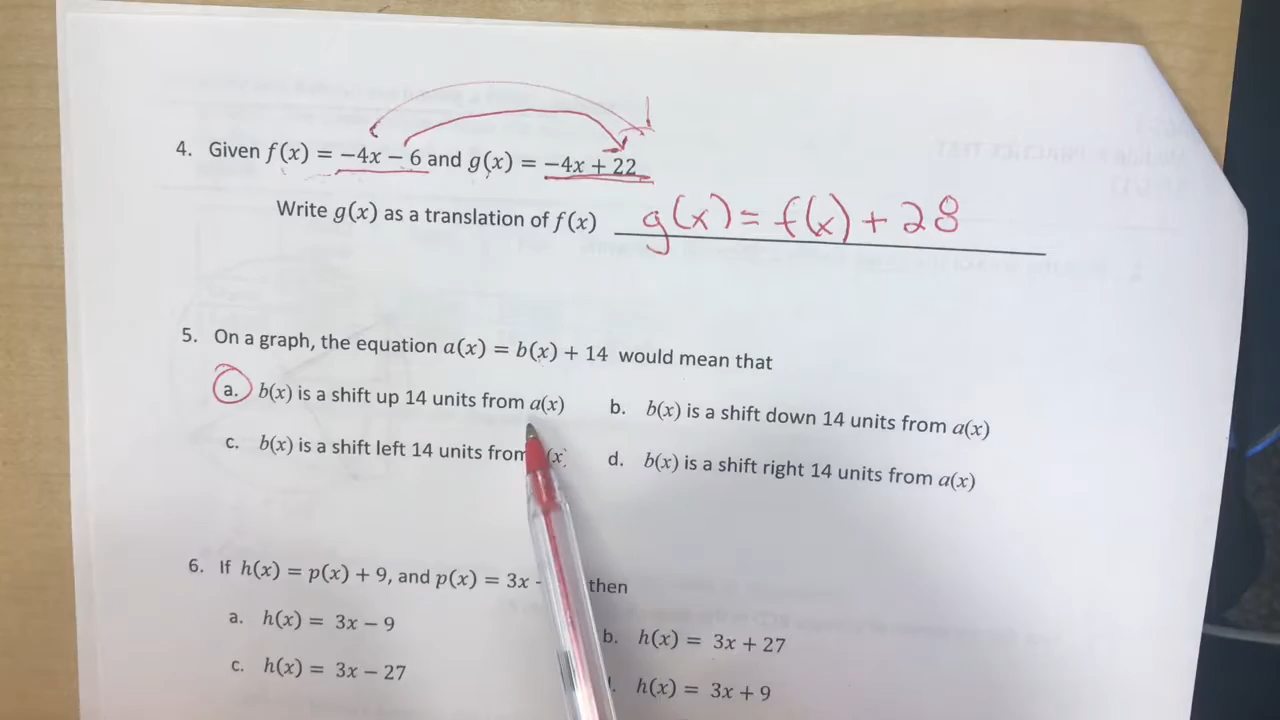 4. Given f(x) = −4x − 6 and g(x) = −4x + 22
Write g(x) as a translation of f(x) g(x) = f(x) + 28
5. On a graph, the equation a(x) = b(x) + 14 would mean that
a. b(x) is a shift up 14 units from a(x) b. b(x) is a shift down 14 units from a(x)
c. b(x) is a shift left 14 units from (x) d. b(x) is a shift right 14 units from a(x)
6. If h(x) = p(x) + 9, and p(x) = 3x - then
a. h(x) = 3x − 9 b. h(x) = 3x + 27
c. h(x) = 3x − 27 h(x) = 3x + 9